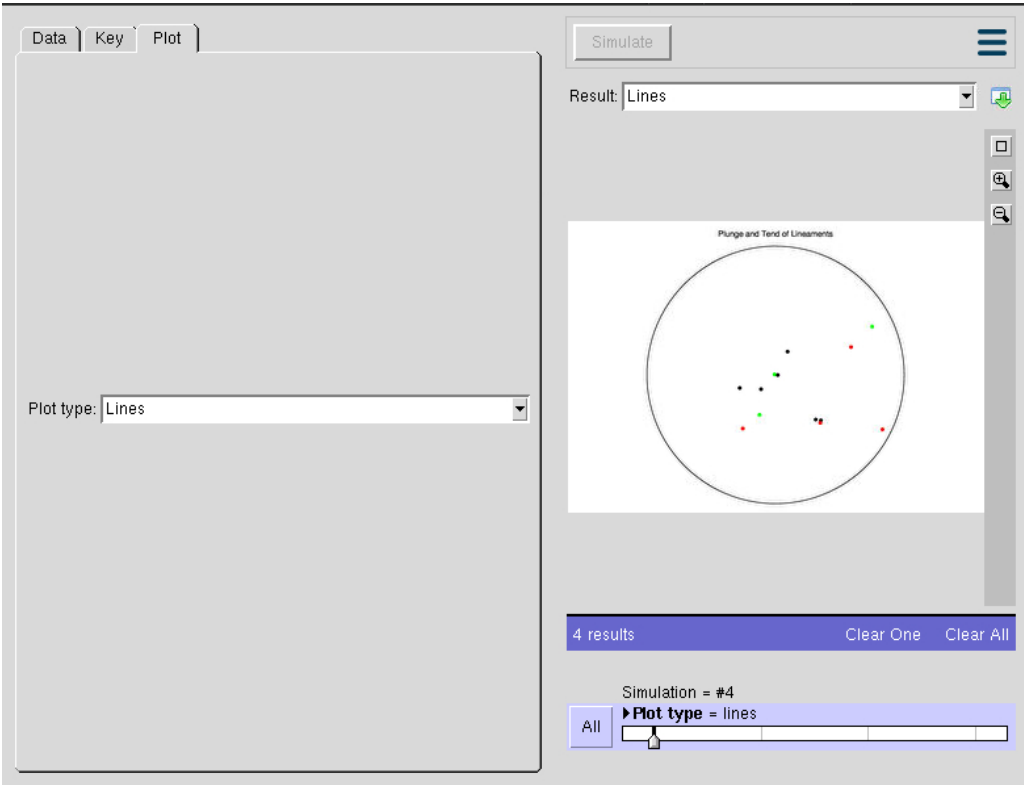 Data Key Plot
Plot type: Lines
Simulate
Result: Lines
Plunge and Tend of Lineaments
4 results Clear One Clear All
Simulation = #4
All Plot type = lines